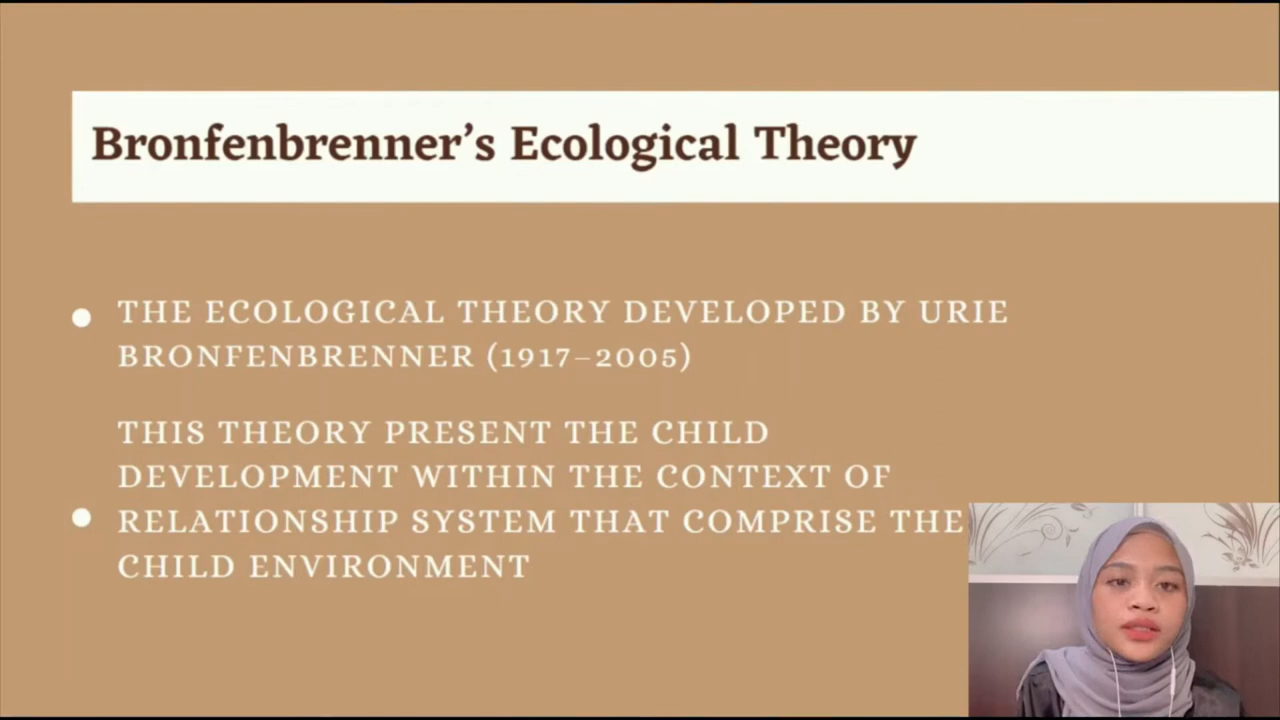 Bronfenbrenner’s Ecological Theory
THE ECOLOGICAL THEORY DEVELOPED BY URIE
BRONFENBRENNER (1917–2005)
THIS THEORY PRESENT THE CHILD
DEVELOPMENT WITHIN THE CONTEXT OF
RELATIONSHIP SYSTEM THAT COMPRISE THE
CHILD ENVIRONMENT